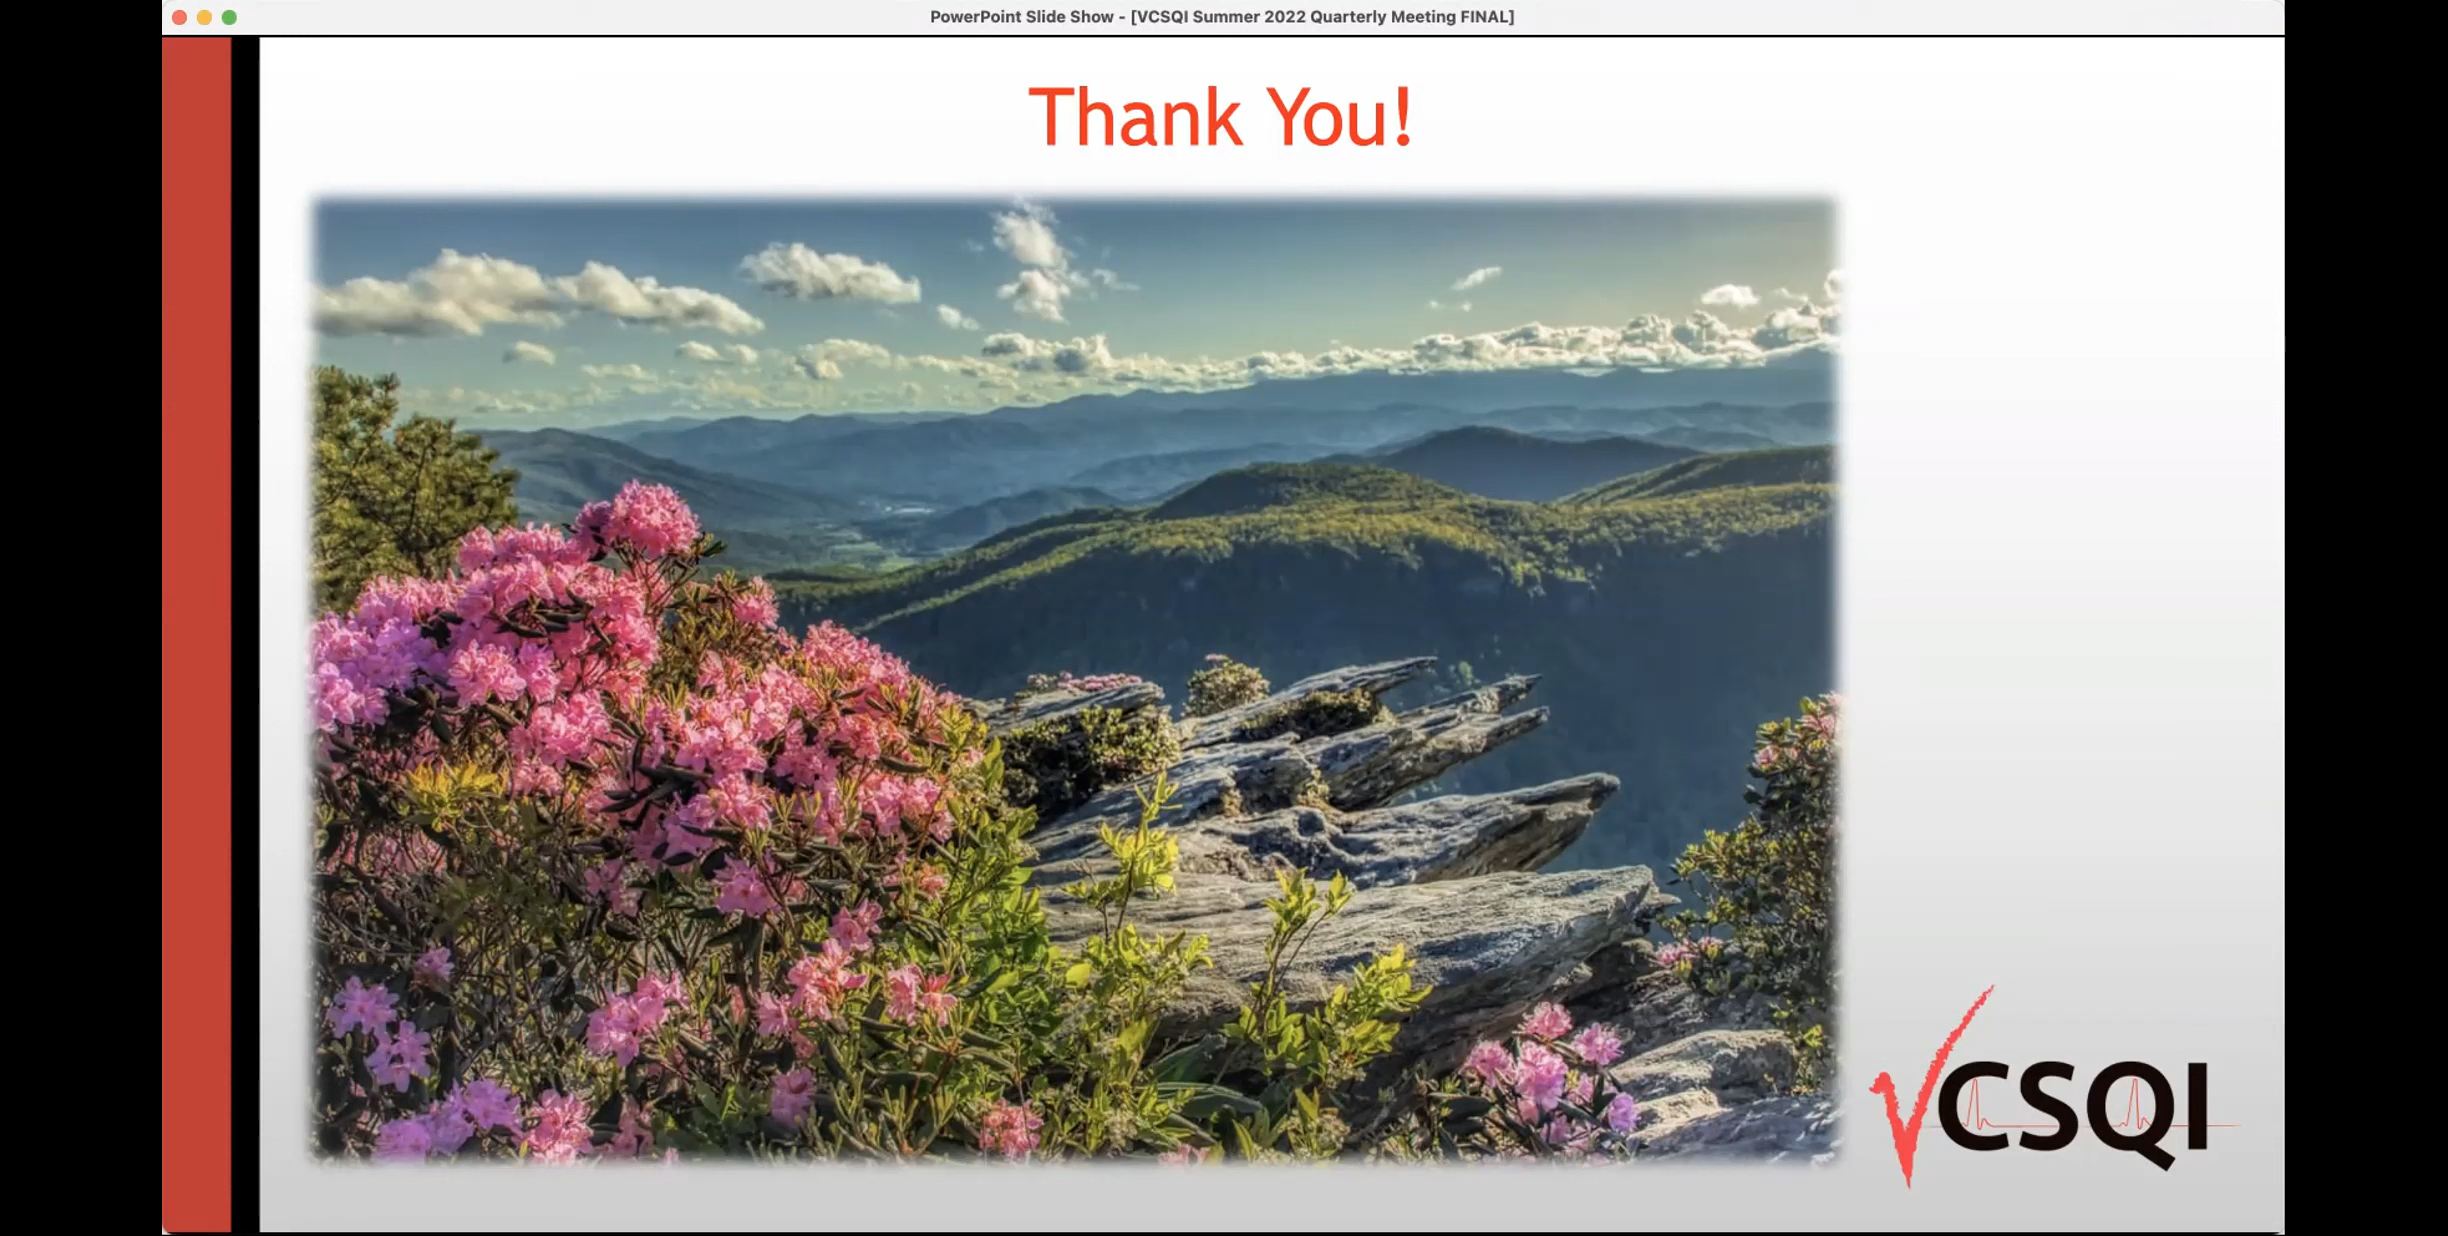 PowerPoint Slide Show - [VCSQI Summer 2022 Quarterly Meeting FINAL]
Thank You!
VCSQI